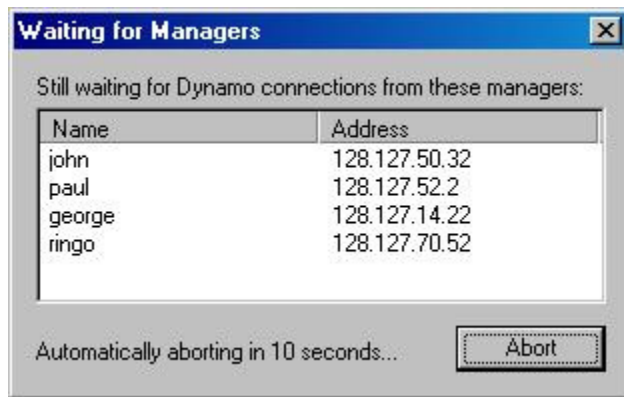 Waiting for Managers
Still waiting for Dynamo connections from these managers:
Name Address
john 128.127.50.32
paul 128.127.52.2
george 128.127.14.22
ringo 128.127.70.52
Automatically aborting in 10 seconds... Abort